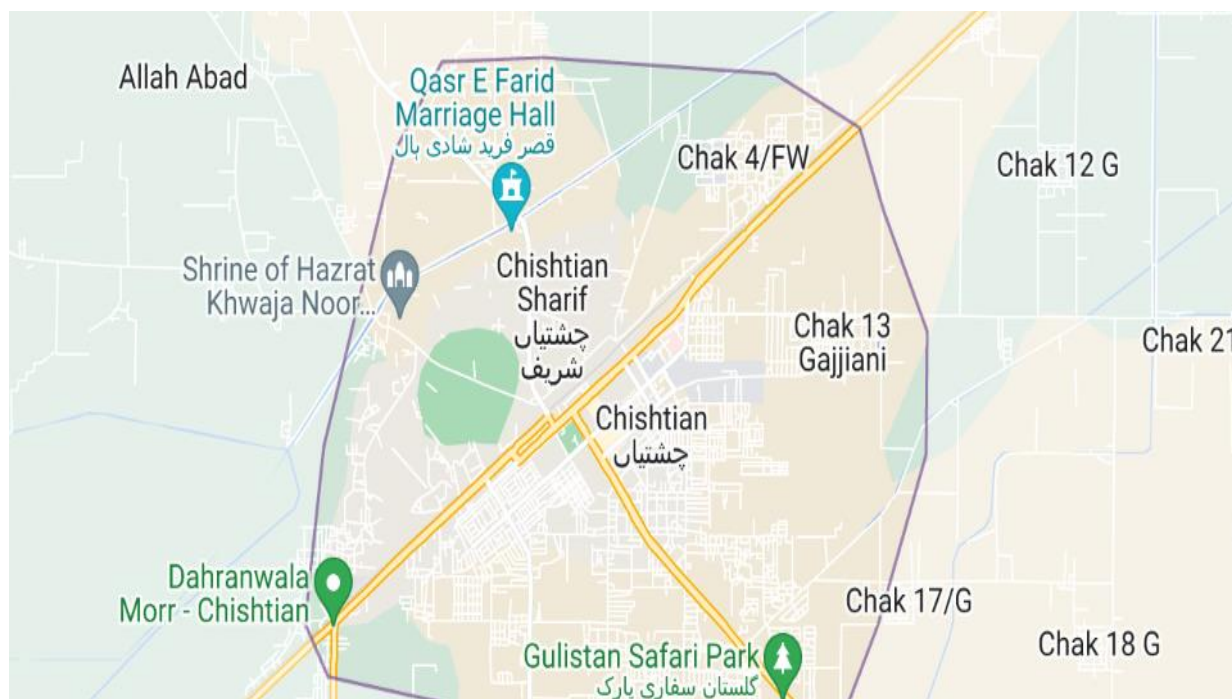 Allah Abad
Qasr E Farid
Marriage Hall
قصر فرید شادی ہال
Chak 4/FW
Chak 12 G
Shrine of Hazrat
Khwaja Noor...
Chishtian
Sharif
چشتیاں
شریف
Chak 13
Gajjiani
Chak 21
Chishtian
چشتیاں
Dahranwala
Morr - Chishtian
Chak 17/G
Chak 18 G
Gulistan Safari Park
گلستان سفاری پارک